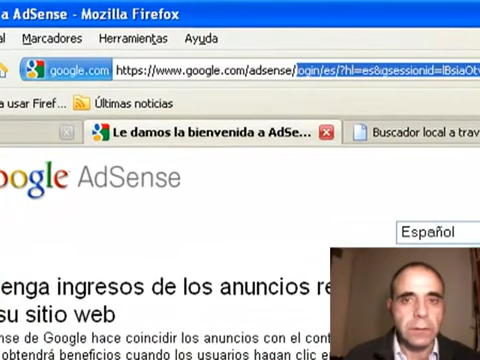 a AdSense - Mozilla Firefox
al Marcadores Herramientas Ayuda
google.com https://www.google.com/adsense/login/es/?hl=es&gsessionid=lBsiaOt
a usar Firef... Últimas noticias
Le damos la bienvenida a AdSe... Buscador local a trav
oogle AdSense
Español
enga ingresos de los anuncios re
su sitio web
nse de Google hace coincidir los anuncios con el cont
obtendrá beneficios cuando los usuarios hagan clic e